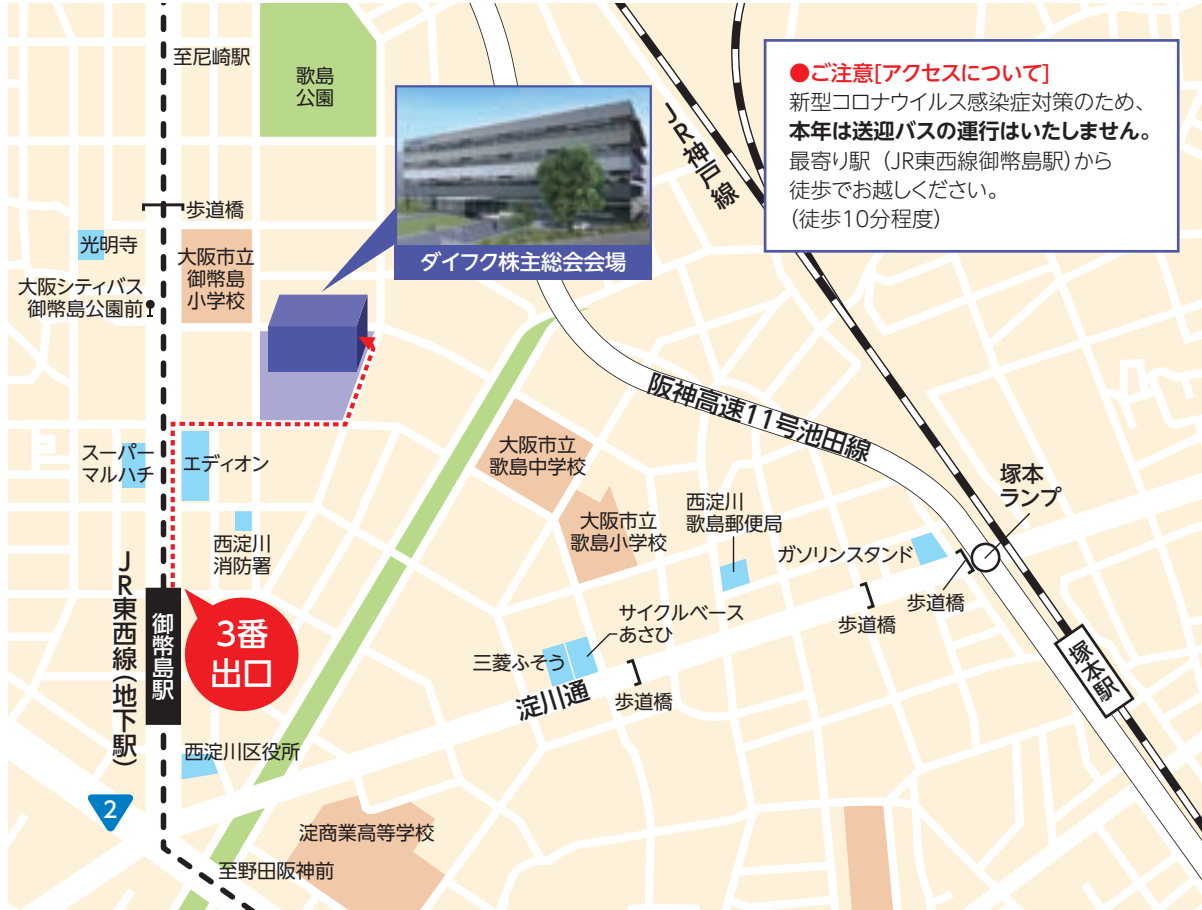 至尼崎駅
歌島
公園
●ご注意[アクセスについて]
新型コロナウイルス感染症対策のため、
本年は送迎バスの運行はいたしません。
最寄り駅（JR東西線御幣島駅）から
徒歩でお越しください。
(徒歩10分程度)
JR神戸線
歩道橋
光明寺
大阪市立
御幣島
小学校
ダイフク株主総会会場
大阪シティバス
御幣島公園前
阪神高速11号池田線
スーパー
マルハチ
エディオン
大阪市立
歌島中学校
塚本
ランプ
西淀川
歌島郵便局
大阪市立
歌島小学校
ガソリンスタンド
西淀川
消防署
歩道橋
歩道橋
JR東西線(地下駅)
御幣島駅
3番
出口
サイクルベース
あさひ
三菱ふそう
塚本駅
淀川通
歩道橋
西淀川区役所
2
淀商業高等学校
至野田阪神前